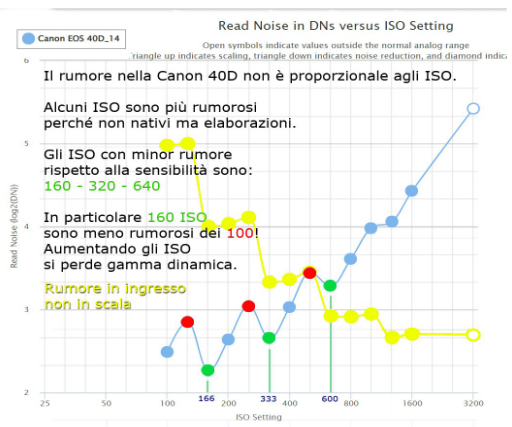 Read Noise in DNs versus ISO Setting
Canon EOS 40D_14
Open symbols indicate values outside the normal analog range
riangle up indicates scaling, triangle down indicates noise reduction, and diamond indica
Il rumore nella Canon 40D non è proporzionale agli ISO.
Alcuni ISO sono più rumorosi
perché non nativi ma elaborazioni.
Gli ISO con minor rumore
rispetto alla sensibilità sono:
160 - 320 - 640
In particolare 160 ISO
sono meno rumorosi dei 100!
Aumentando gli ISO
si perde gamma dinamica.
Rumore in ingresso
non in scala
Read Noise (log2(DN))
6
5
4
3
2
25 50 100 166 200 333 400 600 800 1600 3200
ISO Setting